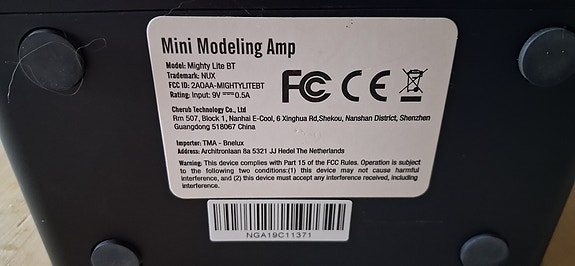 Mini Modeling Amp
Model: Mighty Lite BT
Trademark: NUX
FCC ID: 2AOAA-MIGHTYLITEBT
Rating: Input: 9V 0.5A
FC CE
Cherub Technology Co., Ltd
Rm 507, Block 1, Nanhai E-Cool, 6 Xinghua Rd,Shekou, Nanshan District, Shenzhen
Guangdong 518067 China
Importer: TMA - Bnelux
Address: Architronlaan 8a 5321 JJ Hedel The Netherlands
Warning: This device complies with Part 15 of the FCC Rules. Operation is subject
to the following two conditions:(1) this device may not cause harmful
interference, and (2) this device must accept any interference received, including
interference.
NGA19C11371